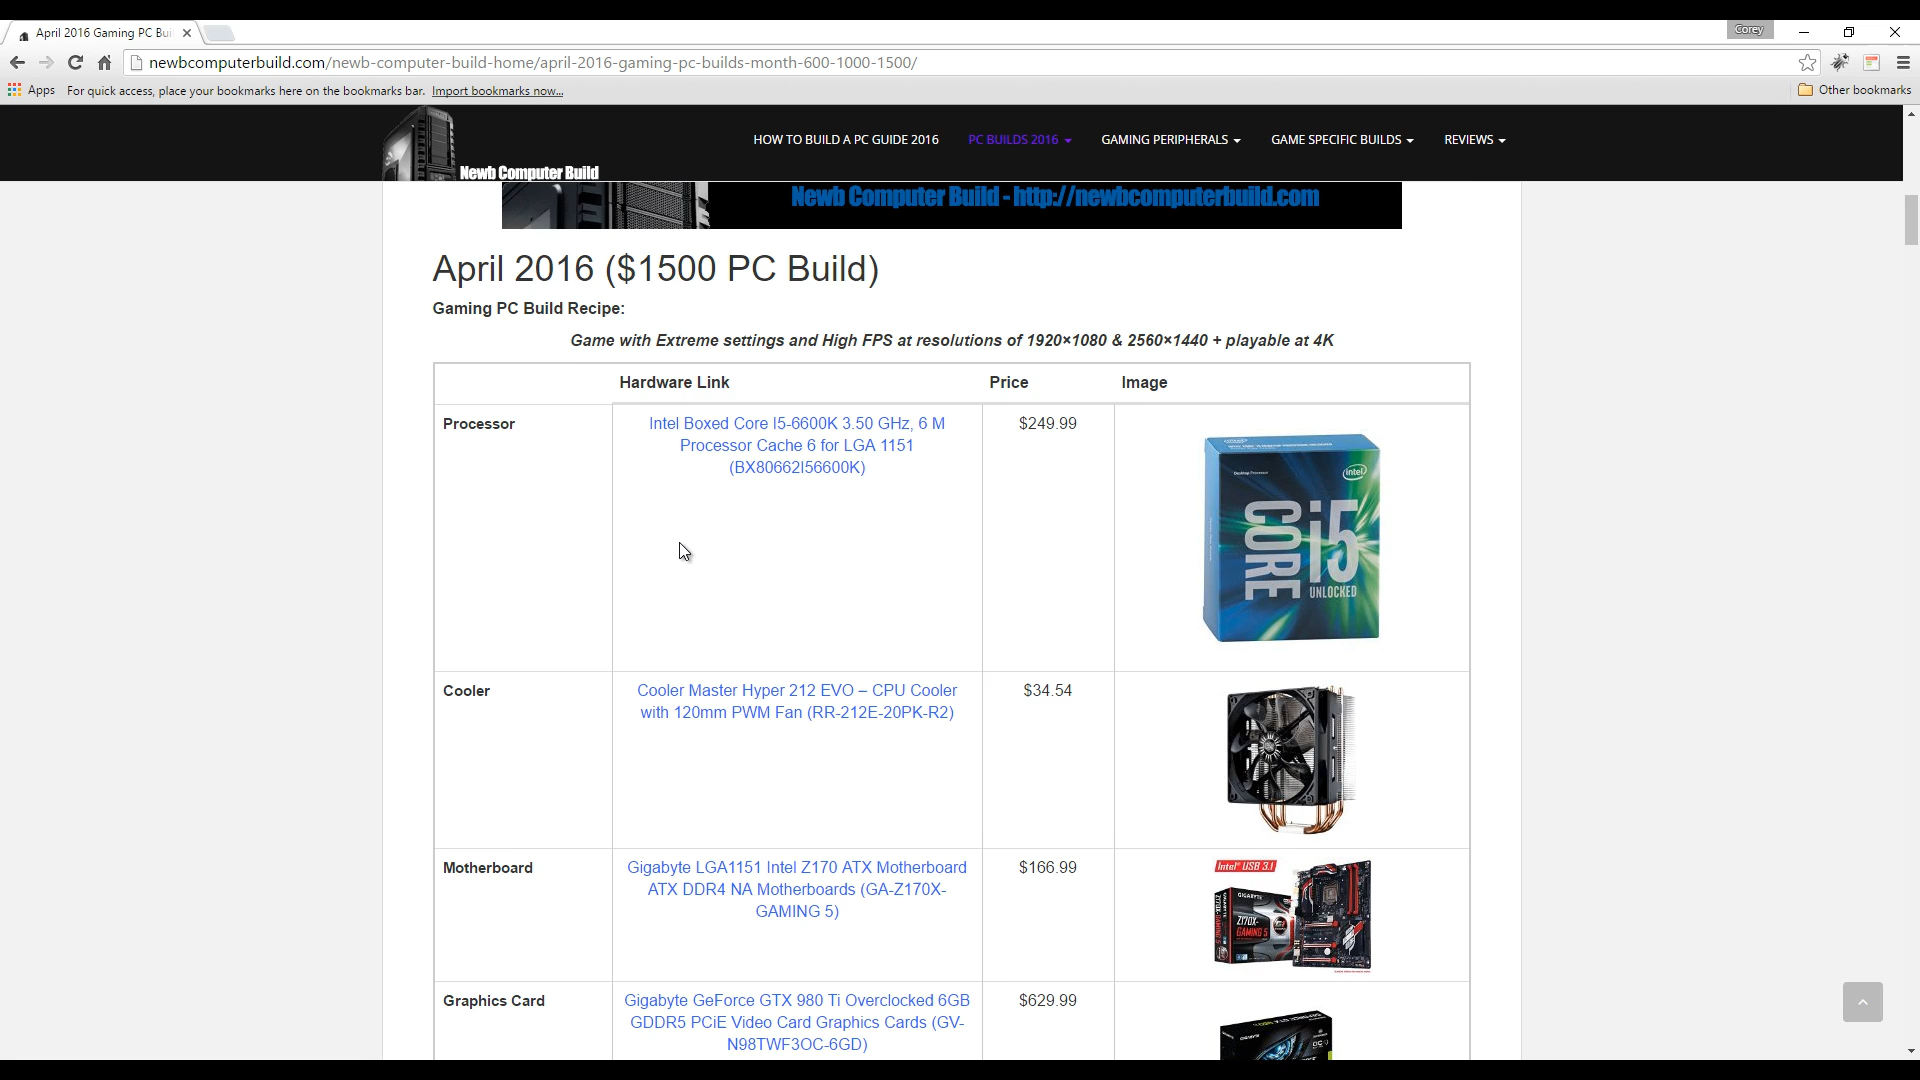 April 2016 Gaming PC Bui
Corey
newbcomputerbuild.com/newb-computer-build-home/april-2016-gaming-pc-builds-month-600-1000-1500/
Apps For quick access, place your bookmarks here on the bookmarks bar. Import bookmarks now... Other bookmarks
Newb Computer Build
HOW TO BUILD A PC GUIDE 2016 PC BUILDS 2016 GAMING PERIPHERALS GAME SPECIFIC BUILDS REVIEWS
Newb Computer Build - http://newbcomputerbuild.com
April 2016 ($1500 PC Build)
Gaming PC Build Recipe:
Game with Extreme settings and High FPS at resolutions of 1920×1080 & 2560×1440 + playable at 4K
Hardware Link Price Image
Processor
Intel Boxed Core I5-6600K 3.50 GHz, 6 M
Processor Cache 6 for LGA 1151
(BX80662I56600K)
$249.99
intel
CORE i5
UNLOCKED
Cooler
Cooler Master Hyper 212 EVO – CPU Cooler
with 120mm PWM Fan (RR-212E-20PK-R2)
$34.54
Motherboard
Gigabyte LGA1151 Intel Z170 ATX Motherboard
ATX DDR4 NA Motherboards (GA-Z170X-
GAMING 5)
$166.99
Intel® USB 3.1
GIGABYTE
Z170X-
GAMING 5
Graphics Card
Gigabyte GeForce GTX 980 Ti Overclocked 6GB
GDDR5 PCiE Video Card Graphics Cards (GV-
N98TWF3OC-6GD)
$629.99